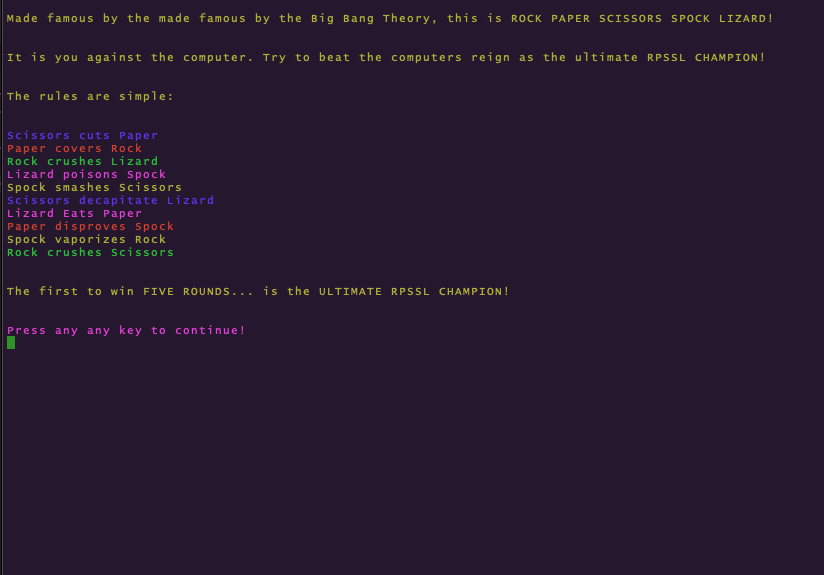 Made famous by the made famous by the Big Bang Theory, this is ROCK PAPER SCISSORS SPOCK LIZARD!
It is you against the computer. Try to beat the computers reign as the ultimate RPSSL CHAMPION!
The rules are simple:
Scissors cuts Paper
Paper covers Rock
Rock crushes Lizard
Lizard poisons Spock
Spock smashes Scissors
Scissors decapitate Lizard
Lizard Eats Paper
Paper disproves Spock
Spock vaporizes Rock
Rock crushes Scissors
The first to win FIVE ROUNDS... is the ULTIMATE RPSSL CHAMPION!
Press any any key to continue!